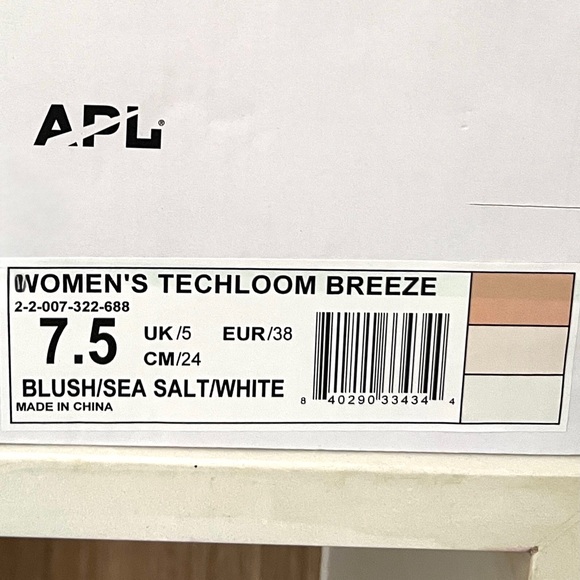 APL®
WOMEN'S TECHLOOM BREEZE
2-2-007-322-688
7.5 UK/5 EUR/38
CM/24
BLUSH/SEA SALT/WHITE
MADE IN CHINA
8 40290 33434 4